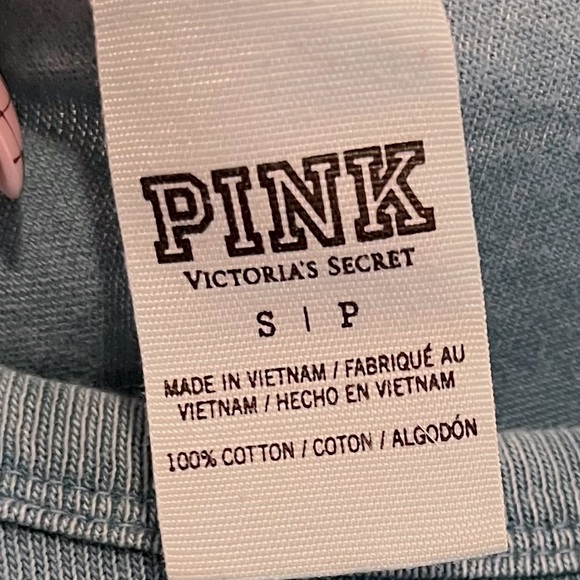 PINK
VICTORIA'S SECRET
S | P
MADE IN VIETNAM / FABRIQUÉ AU
VIETNAM / HECHO EN VIETNAM
100% COTTON / COTON / ALGODÓN